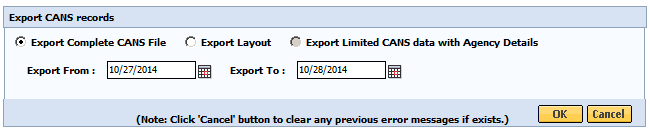 Export CANS records
Export Complete CANS File Export Layout Export Limited CANS data with Agency Details
Export From : 10/27/2014 Export To : 10/28/2014
(Note: Click 'Cancel' button to clear any previous error messages if exists.) OK Cancel